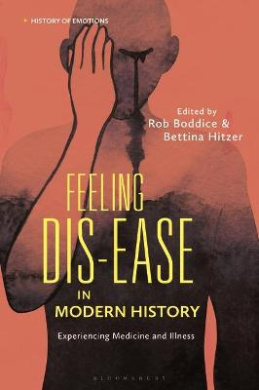 HISTORY OF EMOTIONS
Edited by
Rob Boddice &
Bettina Hitzer
FEELING
DIS-EASE
IN
MODERN HISTORY
Experiencing Medicine and Illness
BLOOMSBURY